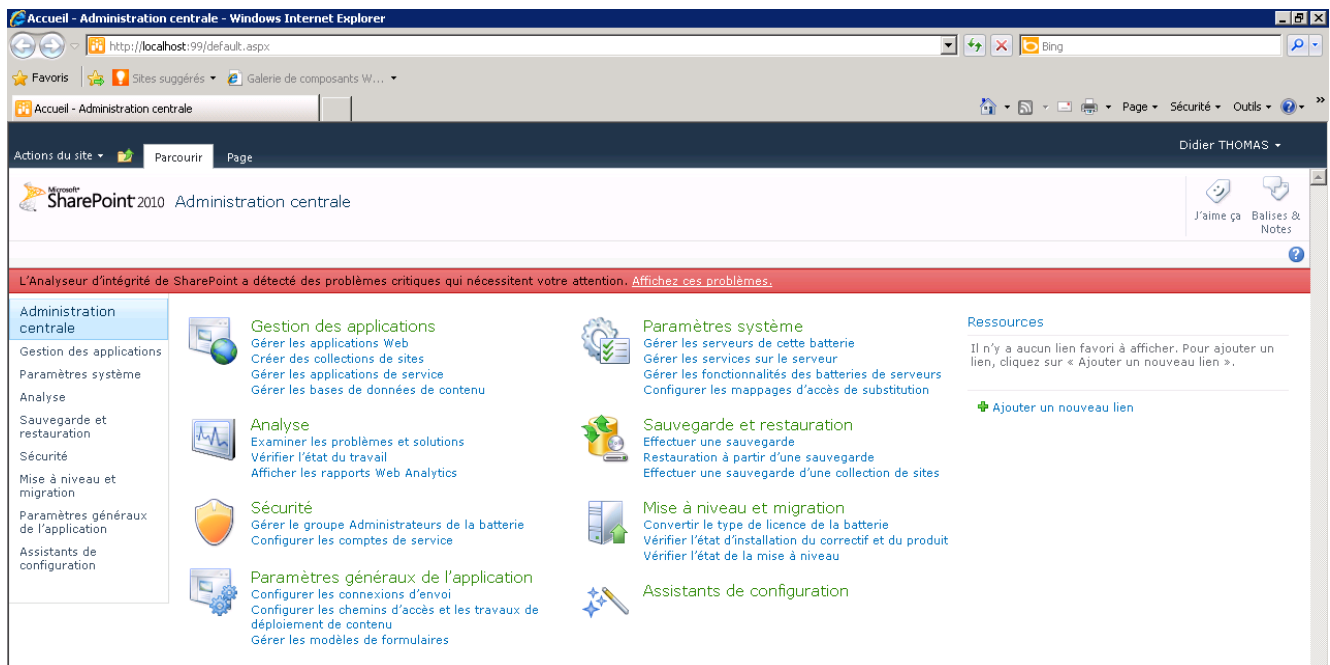 Accueil - Administration centrale - Windows Internet Explorer
http://localhost:99/default.aspx
Bing
Favoris
Sites suggérés
Galerie de composants W...
Accueil - Administration centrale
Page
Sécurité
Outils
»
Actions du site
Parcourir
Page
Didier THOMAS
Microsoft
SharePoint 2010
Administration centrale
J'aime ça
Balises &
Notes
L'Analyseur d'intégrité de SharePoint a détecté des problèmes critiques qui nécessitent votre attention. Affichez ces problèmes.
Administration
centrale
Gestion des applications
Paramètres système
Analyse
Sauvegarde et
restauration
Sécurité
Mise à niveau et
migration
Paramètres généraux
de l'application
Assistants de
configuration
Gestion des applications
Gérer les applications Web
Créer des collections de sites
Gérer les applications de service
Gérer les bases de données de contenu
Analyse
Examiner les problèmes et solutions
Vérifier l'état du travail
Afficher les rapports Web Analytics
Sécurité
Gérer le groupe Administrateurs de la batterie
Configurer les comptes de service
Paramètres généraux de l'application
Configurer les connexions d'envoi
Configurer les chemins d'accès et les travaux de
déploiement de contenu
Gérer les modèles de formulaires
Paramètres système
Gérer les serveurs de cette batterie
Gérer les services sur le serveur
Gérer les fonctionnalités des batteries de serveurs
Configurer les mappages d'accès de substitution
Sauvegarde et restauration
Effectuer une sauvegarde
Restauration à partir d'une sauvegarde
Effectuer une sauvegarde d'une collection de sites
Mise à niveau et migration
Convertir le type de licence de la batterie
Vérifier l'état d'installation du correctif et du produit
Vérifier l'état de la mise à niveau
Assistants de configuration
Ressources
Il n'y a aucun lien favori à afficher. Pour ajouter un
lien, cliquez sur « Ajouter un nouveau lien ».
Ajouter un nouveau lien